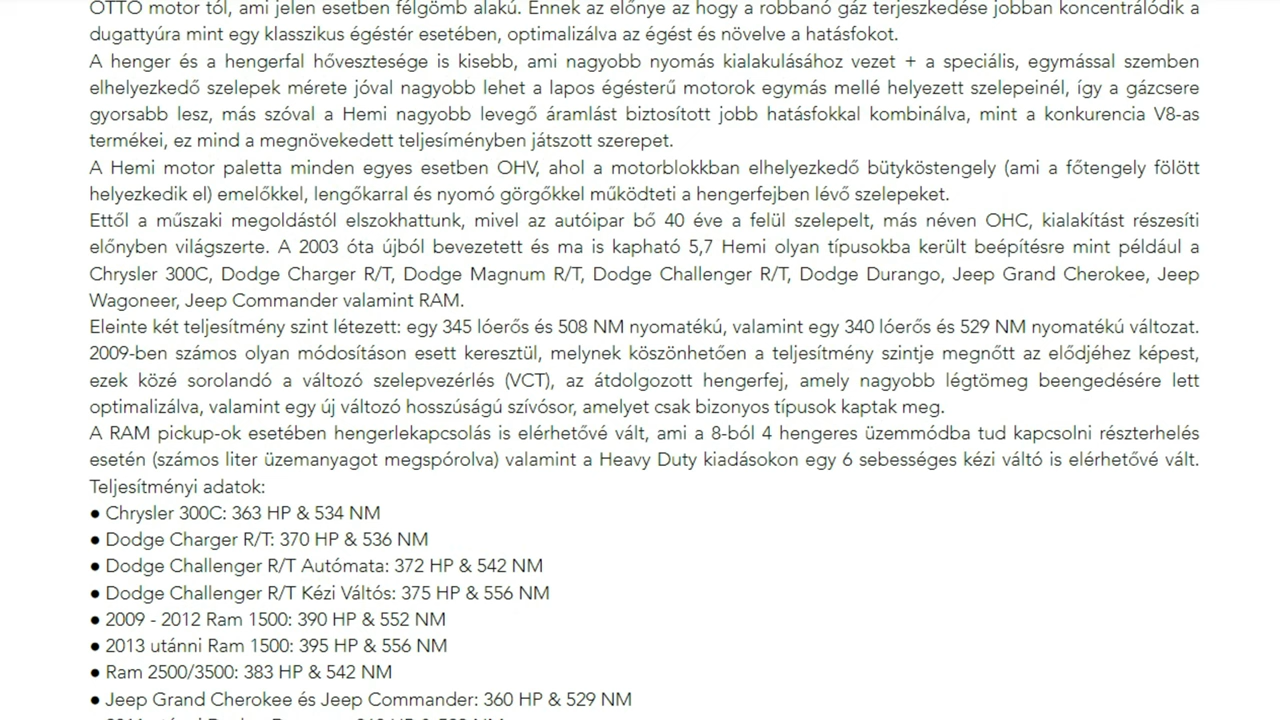 OTTO motor tól, ami jelen esetben félgömb alakú. Ennek az előnye az hogy a robbanó gáz terjeszkedése jobban koncentrálódik a
dugattyúra mint egy klasszikus égéstér esetében, optimalizálva az égést és növelve a hatásfokot.
A henger és a hengerfal hővesztesége is kisebb, ami nagyobb nyomás kialakulásához vezet + a speciális, egymással szemben
elhelyezkedő szelepek mérete jóval nagyobb lehet a lapos égésterű motorok egymás mellé helyezett szelepeinél, így a gázcsere
gyorsabb lesz, más szóval a Hemi nagyobb levegő áramlást biztosított jobb hatásfokkal kombinálva, mint a konkurencia V8-as
termékei, ez mind a megnövekedett teljesíményben játszott szerepet.
A Hemi motor paletta minden egyes esetben OHV, ahol a motorblokkban elhelyezkedő bütyköstengely (ami a főtengely fölött
helyezkedik el) emelőkkel, lengőkarral és nyomó görgőkkel működteti a hengerfejben lévő szelepeket.
Ettől a műszaki megoldástól elszokhattunk, mivel az autóipar bő 40 éve a felül szelepelt, más néven OHC, kialakítást részesíti
előnyben világszerte. A 2003 óta újból bevezetett és ma is kapható 5,7 Hemi olyan típusokba került beépítésre mint például a
Chrysler 300C, Dodge Charger R/T, Dodge Magnum R/T, Dodge Challenger R/T, Dodge Durango, Jeep Grand Cherokee, Jeep
Wagoneer, Jeep Commander valamint RAM.
Eleinte két teljesítmény szint létezett: egy 345 lóerős és 508 NM nyomatékú, valamint egy 340 lóerős és 529 NM nyomatékú változat.
2009-ben számos olyan módosításon esett keresztül, melynek köszönhetően a teljesítmény szintje megnőtt az elődjéhez képest,
ezek közé sorolandó a változó szelepvezérlés (VCT), az átdolgozott hengerfej, amely nagyobb légtömeg beengedésére lett
optimalizálva, valamint egy új változó hosszúságú szívósor, amelyet csak bizonyos típusok kaptak meg.
A RAM pickup-ok esetében hengerlekapcsolás is elérhetővé vált, ami a 8-ból 4 hengeres üzemmódba tud kapcsolni részterhelés
esetén (számos liter üzemanyagot megspórolva) valamint a Heavy Duty kiadásokon egy 6 sebességes kézi váltó is elérhetővé vált.
Teljesítményi adatok:
● Chrysler 300C: 363 HP & 534 NM
● Dodge Charger R/T: 370 HP & 536 NM
● Dodge Challenger R/T Autómata: 372 HP & 542 NM
● Dodge Challenger R/T Kézi Váltós: 375 HP & 556 NM
● 2009 - 2012 Ram 1500: 390 HP & 552 NM
● 2013 utánni Ram 1500: 395 HP & 556 NM
● Ram 2500/3500: 383 HP & 542 NM
● Jeep Grand Cherokee és Jeep Commander: 360 HP & 529 NM